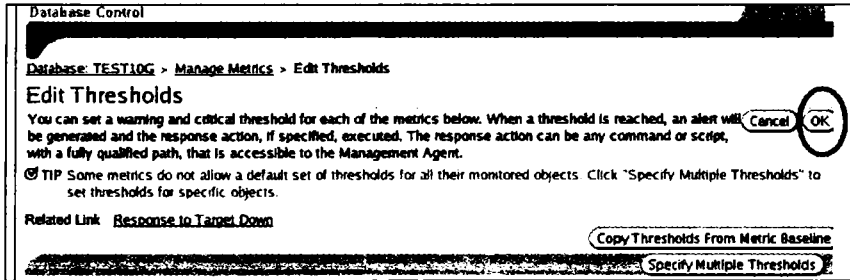 Database Control
Database: TEST10G > Manage Metrics > Edit Thresholds
Edit Thresholds
You can set a warning and critical threshold for each of the metrics below. When a threshold is reached, an alert will
be generated and the response action, if specified, executed. The response action can be any command or script,
with a fully qualified path, that is accessible to the Management Agent.
Cancel OK
TIP Some metrics do not allow a default set of thresholds for all their monitored objects. Click "Specify Multiple Thresholds" to
set thresholds for specific objects.
Related Link Response to Target Down
Copy Thresholds From Metric Baseline
Specify Multiple Thresholds